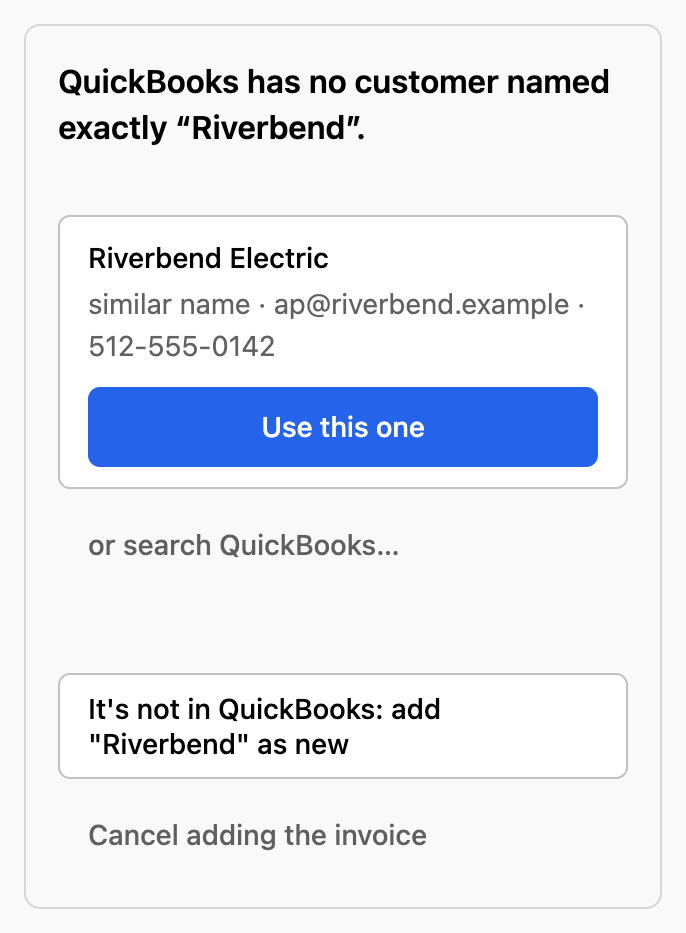 QuickBooks has no customer named
exactly “Riverbend”.
Riverbend Electric
similar name · ap@riverbend.example ·
512-555-0142
Use this one
or search QuickBooks...
It's not in QuickBooks: add
"Riverbend" as new
Cancel adding the invoice